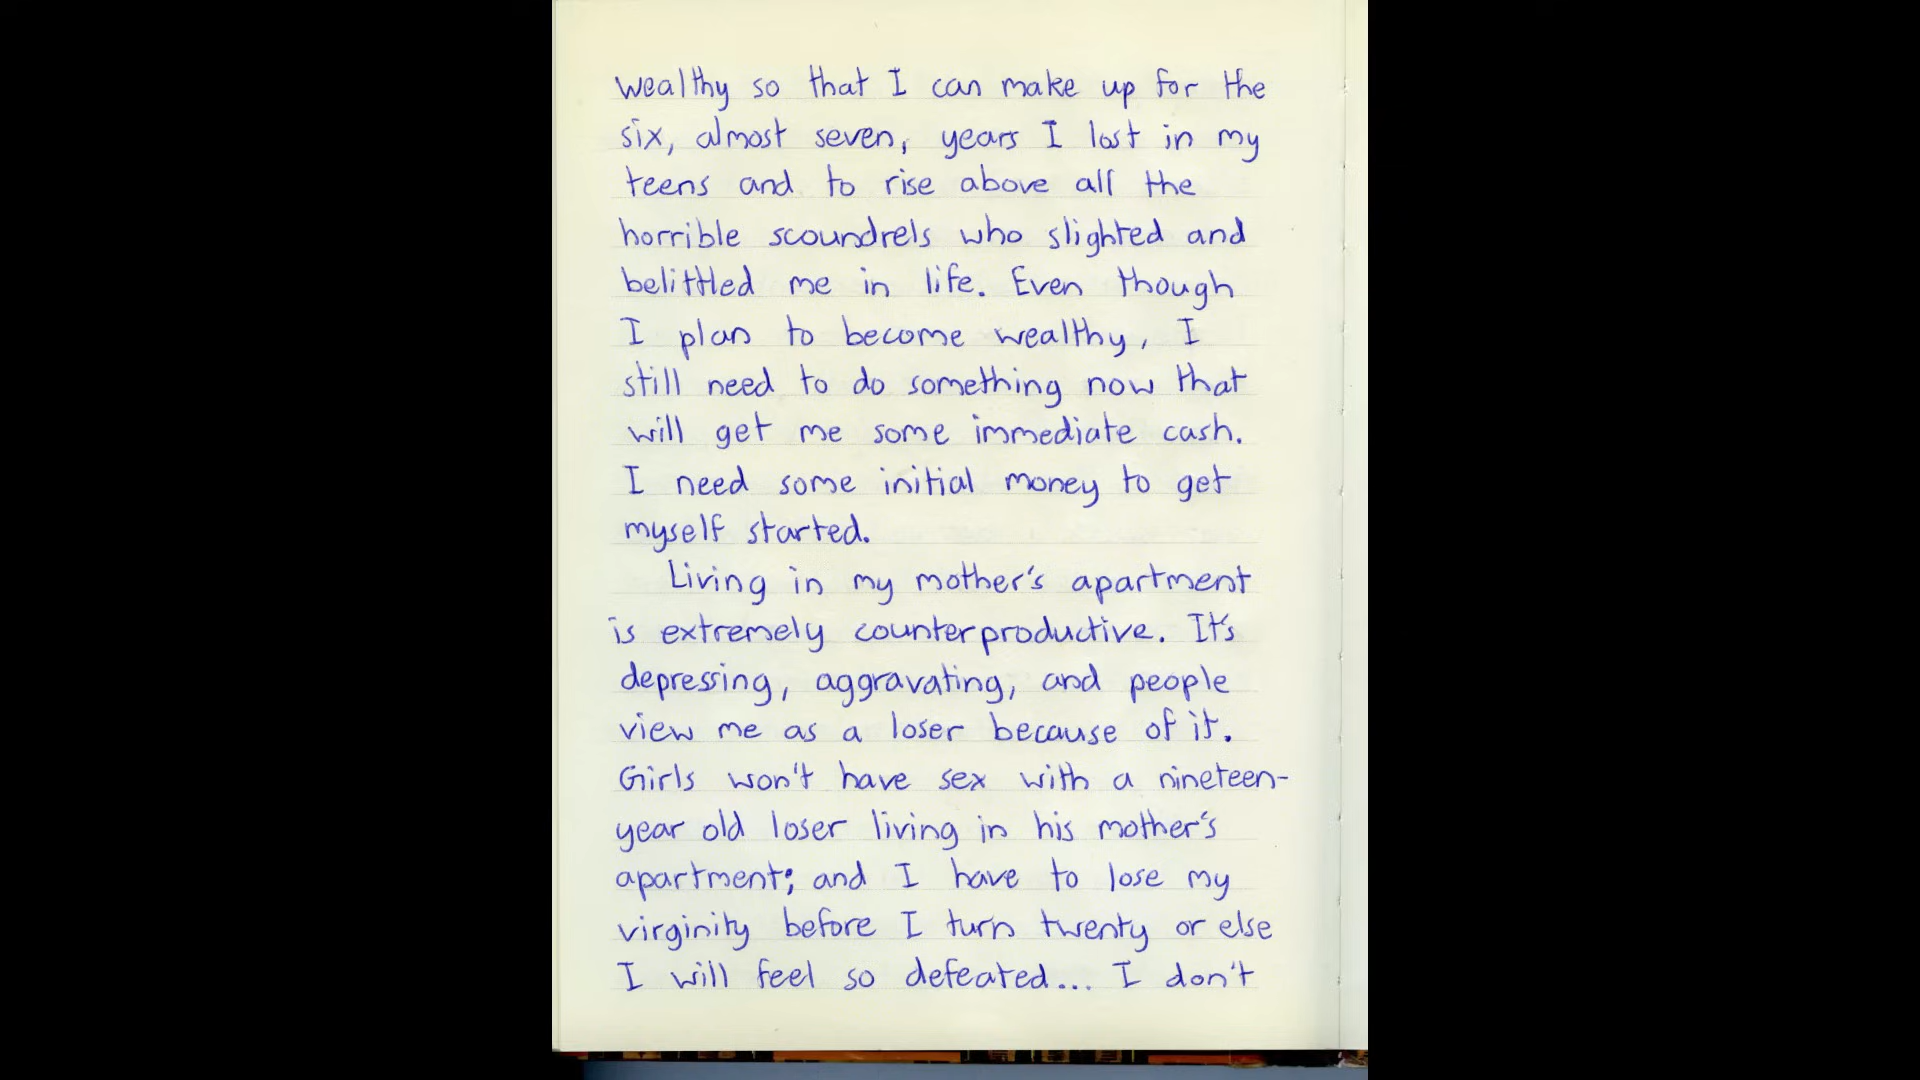 wealthy so that I can make up for the
six, almost seven, years I lost in my
teens and to rise above all the
horrible scoundrels who slighted and
belittled me in life. Even though
I plan to become wealthy, I
still need to do something now that
will get me some immediate cash.
I need some initial money to get
myself started.
Living in my mother's apartment
is extremely counterproductive. It's
depressing, aggravating, and people
view me as a loser because of it.
Girls won't have sex with a nineteen-
year old loser living in his mother's
apartment; and I have to lose my
virginity before I turn twenty or else
I will feel so defeated... I don't